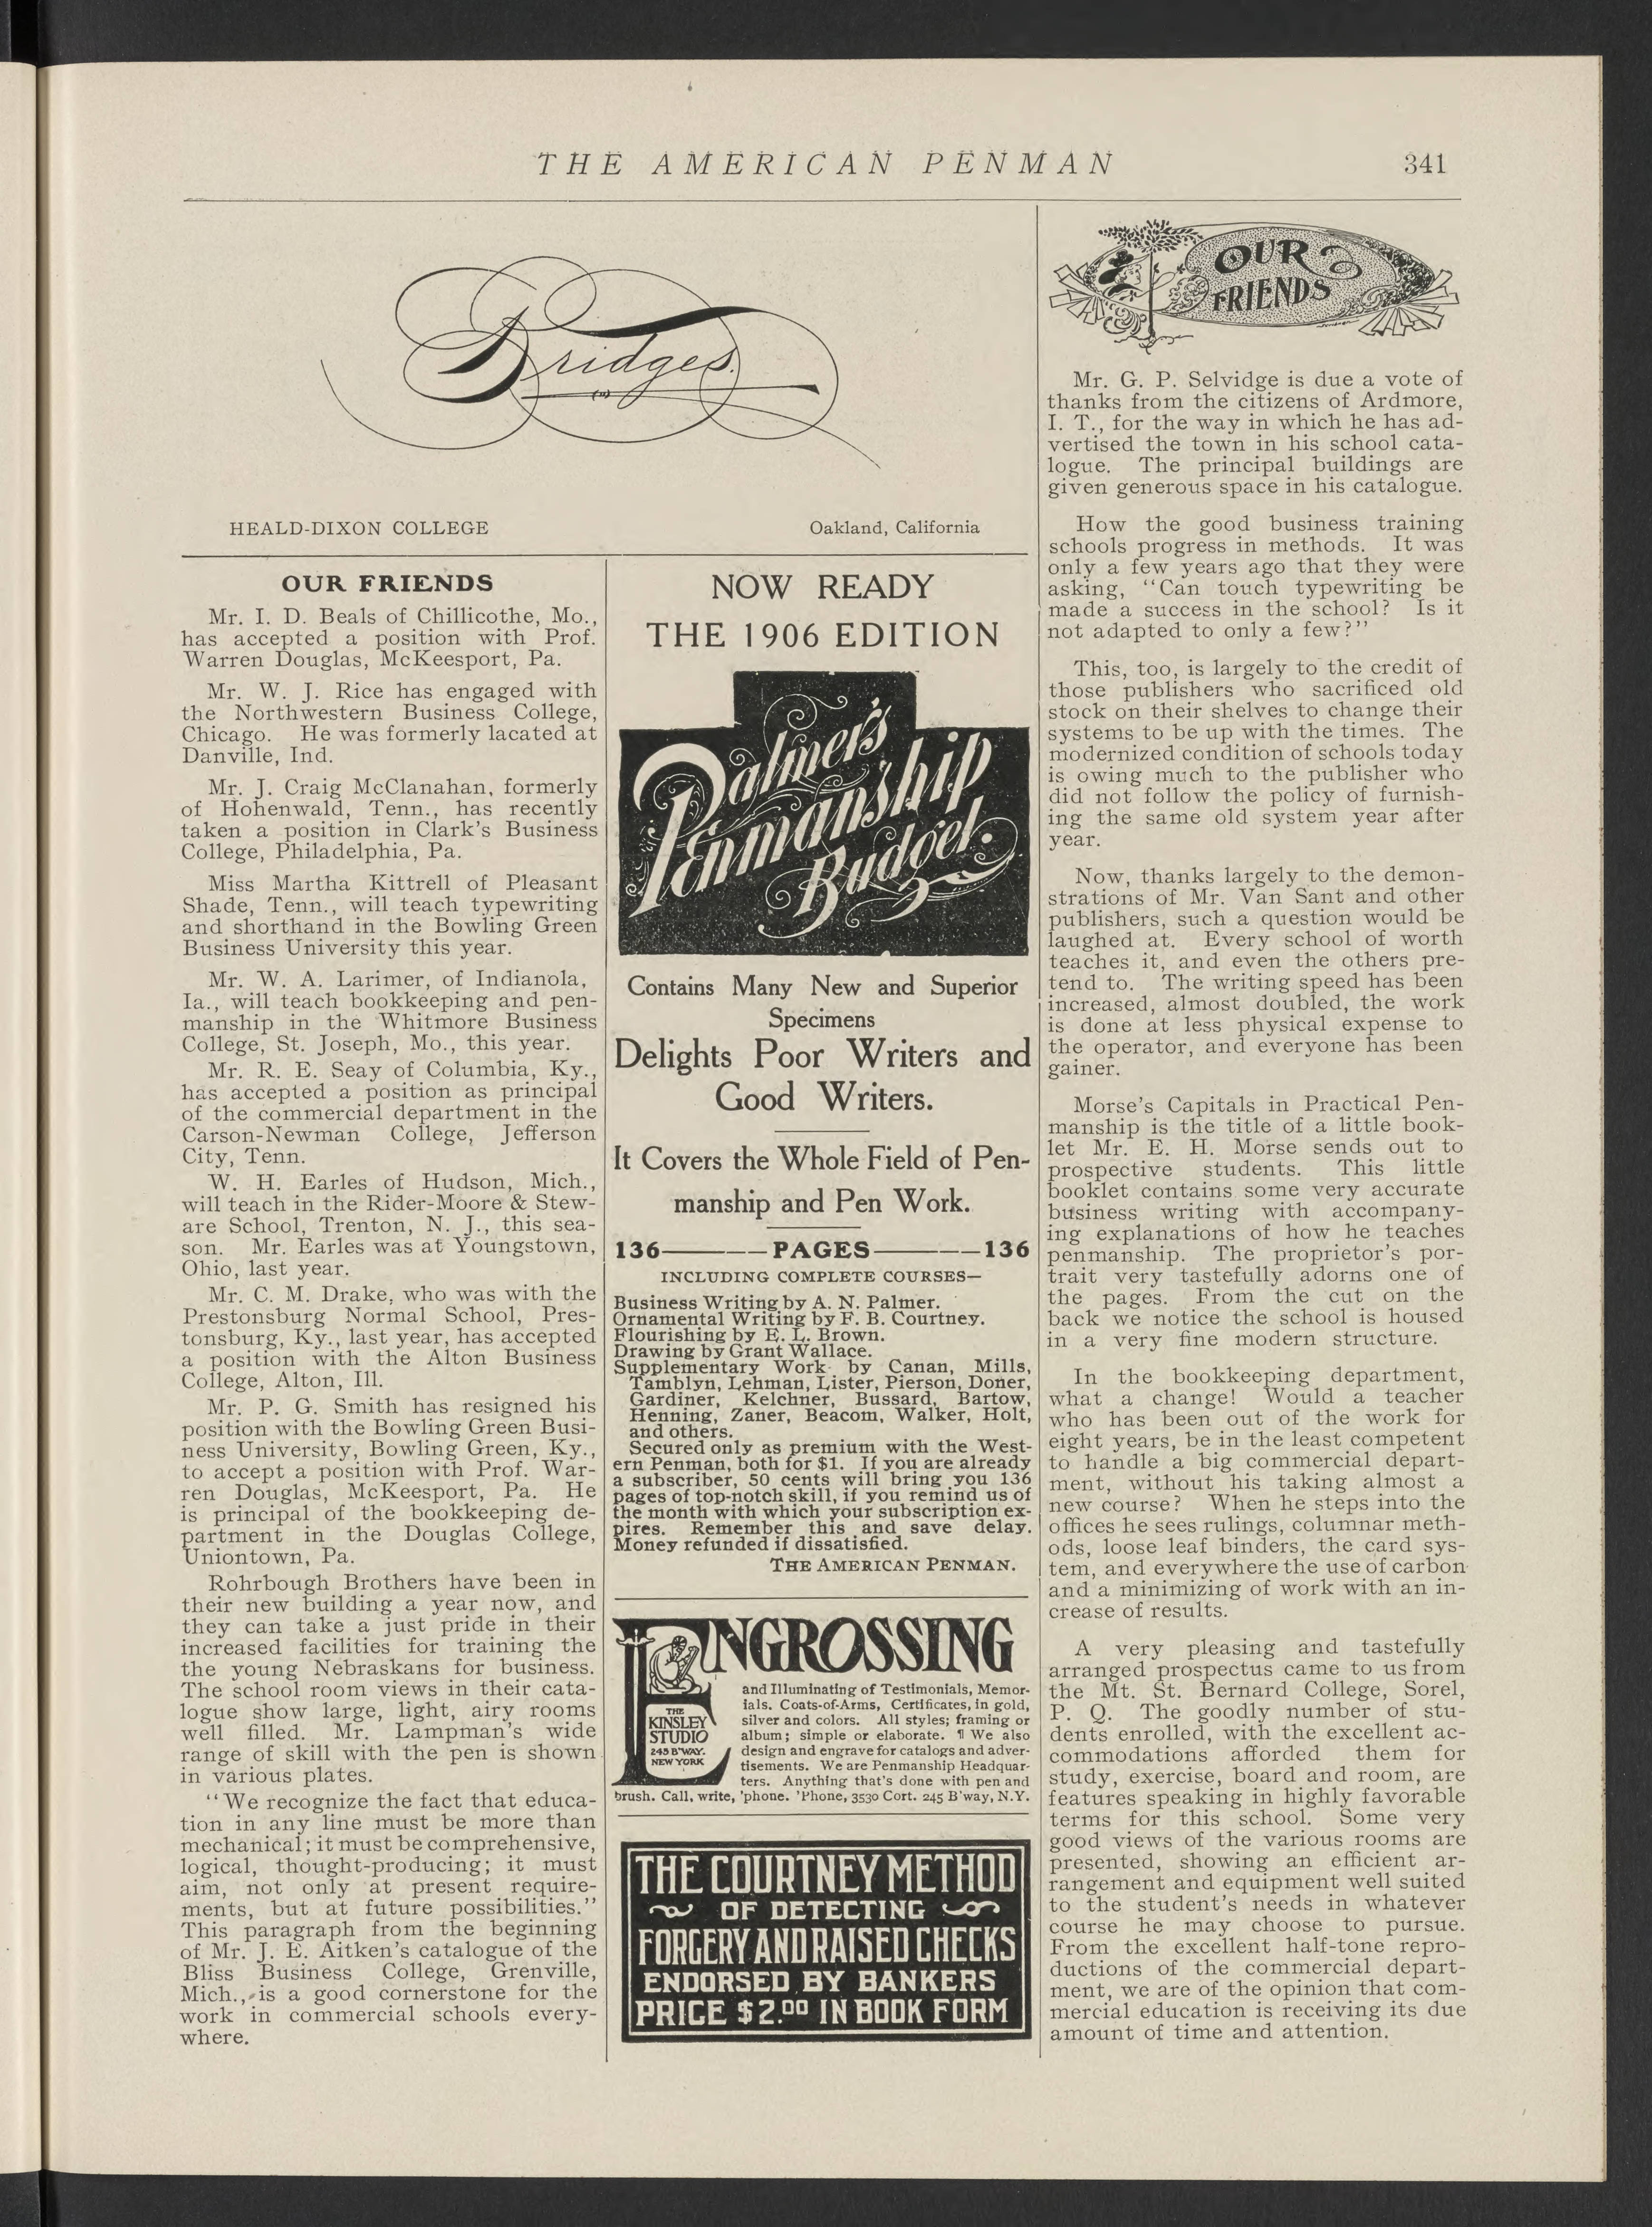 THE AMERICAN PENMAN
341
Bridges.
HEALD-DIXON COLLEGE
Oakland, California
OUR FRIENDS
Mr. I. D. Beals of Chillicothe, Mo.,
has accepted a position with Prof.
Warren Douglas, McKeesport, Pa.
Mr. W. J. Rice has engaged with
the Northwestern Business College,
Chicago. He was formerly lacated at
Danville, Ind.
Mr. J. Craig McClanahan, formerly
of Hohenwald, Tenn., has recently
taken a position in Clark's Business
College, Philadelphia, Pa.
Miss Martha Kittrell of Pleasant
Shade, Tenn., will teach typewriting
and shorthand in the Bowling Green
Business University this year.
Mr. W. A. Larimer, of Indianola,
Ia., will teach bookkeeping and pen-
manship in the Whitmore Business
College, St. Joseph, Mo., this year.
Mr. R. E. Seay of Columbia, Ky.,
has accepted a position as principal
of the commercial department in the
Carson-Newman College, Jefferson
City, Tenn.
W. H. Earles of Hudson, Mich.,
will teach in the Rider-Moore & Stew-
are School, Trenton, N. J., this sea-
son. Mr. Earles was at Youngstown,
Ohio, last year.
Mr. C. M. Drake, who was with the
Prestonsburg Normal School, Pres-
tonsburg, Ky., last year, has accepted
a position with the Alton Business
College, Alton, Ill.
Mr. P. G. Smith has resigned his
position with the Bowling Green Busi-
ness University, Bowling Green, Ky.,
to accept a position with Prof. War-
ren Douglas, McKeesport, Pa. He
is principal of the bookkeeping de-
partment in the Douglas College,
Uniontown, Pa.
Rohrbough Brothers have been in
their new building a year now, and
they can take a just pride in their
increased facilities for training the
the young Nebraskans for business.
The school room views in their cata-
logue show large, light, airy rooms
well filled. Mr. Lampman's wide
range of skill with the pen is shown
in various plates.
"We recognize the fact that educa-
tion in any line must be more than
mechanical; it must be comprehensive,
logical, thought-producing; it must
aim, not only at present require-
ments, but at future possibilities."
This paragraph from the beginning
of Mr. J. E. Aitken's catalogue of the
Bliss Business College, Grenville,
Mich., is a good cornerstone for the
work in commercial schools every-
where.
NOW READY
THE 1906 EDITION
Palmer's
Penmanship
Budget.
Contains Many New and Superior
Specimens
Delights Poor Writers and
Good Writers.
It Covers the Whole Field of Pen-
manship and Pen Work.
136———PAGES———136
INCLUDING COMPLETE COURSES—
Business Writing by A. N. Palmer.
Ornamental Writing by F. B. Courtney.
Flourishing by E. L. Brown.
Drawing by Grant Wallace.
Supplementary Work by Canan, Mills,
Tamblyn, Lehman, Lister, Pierson, Doner,
Gardiner, Kelchner, Bussard, Bartow,
Henning, Zaner, Beacom, Walker, Holt,
and others.
Secured only as premium with the West-
ern Penman, both for $1. If you are already
a subscriber, 50 cents will bring you 136
pages of top-notch skill, if you remind us of
the month with which your subscription ex-
pires. Remember this and save delay.
Money refunded if dissatisfied.
THE AMERICAN PENMAN.
ENGROSSING
THE
KINSLEY
STUDIO
245 B'WAY.
NEW YORK
and Illuminating of Testimonials, Memor-
ials. Coats-of-Arms, Certificates, in gold,
silver and colors. All styles; framing or
album; simple or elaborate. ¶ We also
design and engrave for catalogs and adver-
tisements. We are Penmanship Headquar-
ters. Anything that's done with pen and
brush. Call, write, 'phone. 'Phone, 3530 Cort. 245 B'way, N.Y.
THE COURTNEY METHOD
OF DETECTING
FORGERY AND RAISED CHECKS
ENDORSED BY BANKERS
PRICE $2.00 IN BOOK FORM
OUR
FRIENDS
Mr. G. P. Selvidge is due a vote of
thanks from the citizens of Ardmore,
I. T., for the way in which he has ad-
vertised the town in his school cata-
logue. The principal buildings are
given generous space in his catalogue.
How the good business training
schools progress in methods. It was
only a few years ago that they were
asking, "Can touch typewriting be
made a success in the school? Is it
not adapted to only a few?"
This, too, is largely to the credit of
those publishers who sacrificed old
stock on their shelves to change their
systems to be up with the times. The
modernized condition of schools today
is owing much to the publisher who
did not follow the policy of furnish-
ing the same old system year after
year.
Now, thanks largely to the demon-
strations of Mr. Van Sant and other
publishers, such a question would be
laughed at. Every school of worth
teaches it, and even the others pre-
tend to. The writing speed has been
increased, almost doubled, the work
is done at less physical expense to
the operator, and everyone has been
gainer.
Morse's Capitals in Practical Pen-
manship is the title of a little book-
let Mr. E. H. Morse sends out to
prospective students. This little
booklet contains some very accurate
business writing with accompany-
ing explanations of how he teaches
penmanship. The proprietor's por-
trait very tastefully adorns one of
the pages. From the cut on the
back we notice the school is housed
in a very fine modern structure.
In the bookkeeping department,
what a change! Would a teacher
who has been out of the work for
eight years, be in the least competent
to handle a big commercial depart-
ment, without his taking almost a
new course? When he steps into the
offices he sees rulings, columnar meth-
ods, loose leaf binders, the card sys-
tem, and everywhere the use of carbon
and a minimizing of work with an in-
crease of results.
A very pleasing and tastefully
arranged prospectus came to us from
the Mt. St. Bernard College, Sorel,
P. Q. The goodly number of stu-
dents enrolled, with the excellent ac-
commodations afforded them for
study, exercise, board and room, are
features speaking in highly favorable
terms for this school. Some very
good views of the various rooms are
presented, showing an efficient ar-
rangement and equipment well suited
to the student's needs in whatever
course he may choose to pursue.
From the excellent half-tone repro-
ductions of the commercial depart-
ment, we are of the opinion that com-
mercial education is receiving its due
amount of time and attention.